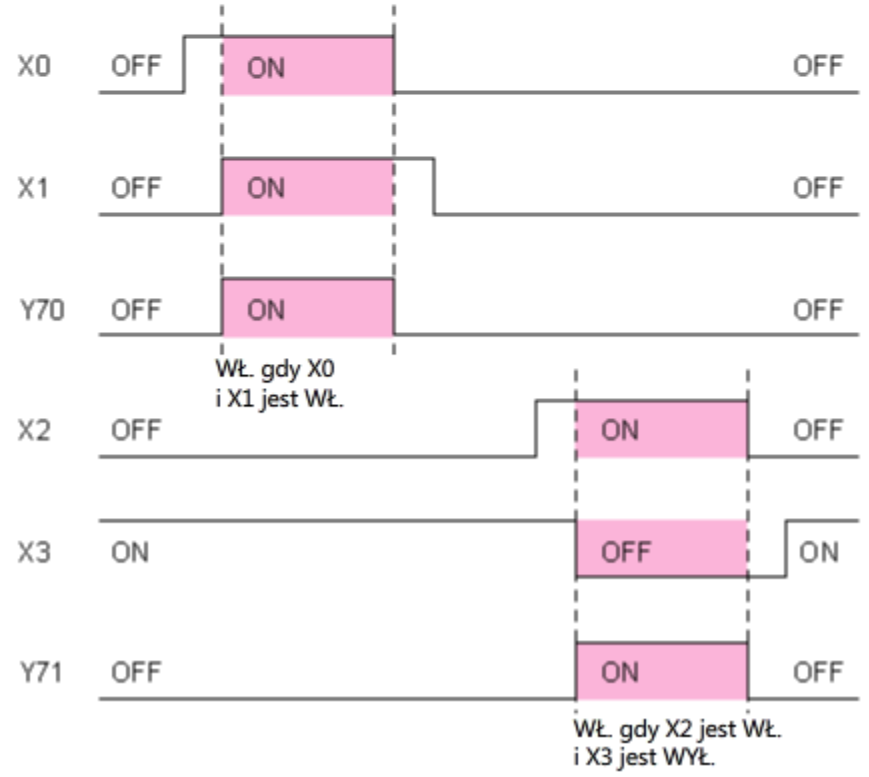 X0 OFF ON OFF
X1 OFF ON OFF
Y70 OFF ON OFF
WŁ. gdy X0
i X1 jest WŁ.
X2 OFF ON OFF
X3 ON OFF ON
Y71 OFF ON OFF
WŁ. gdy X2 jest WŁ.
i X3 jest WYŁ.